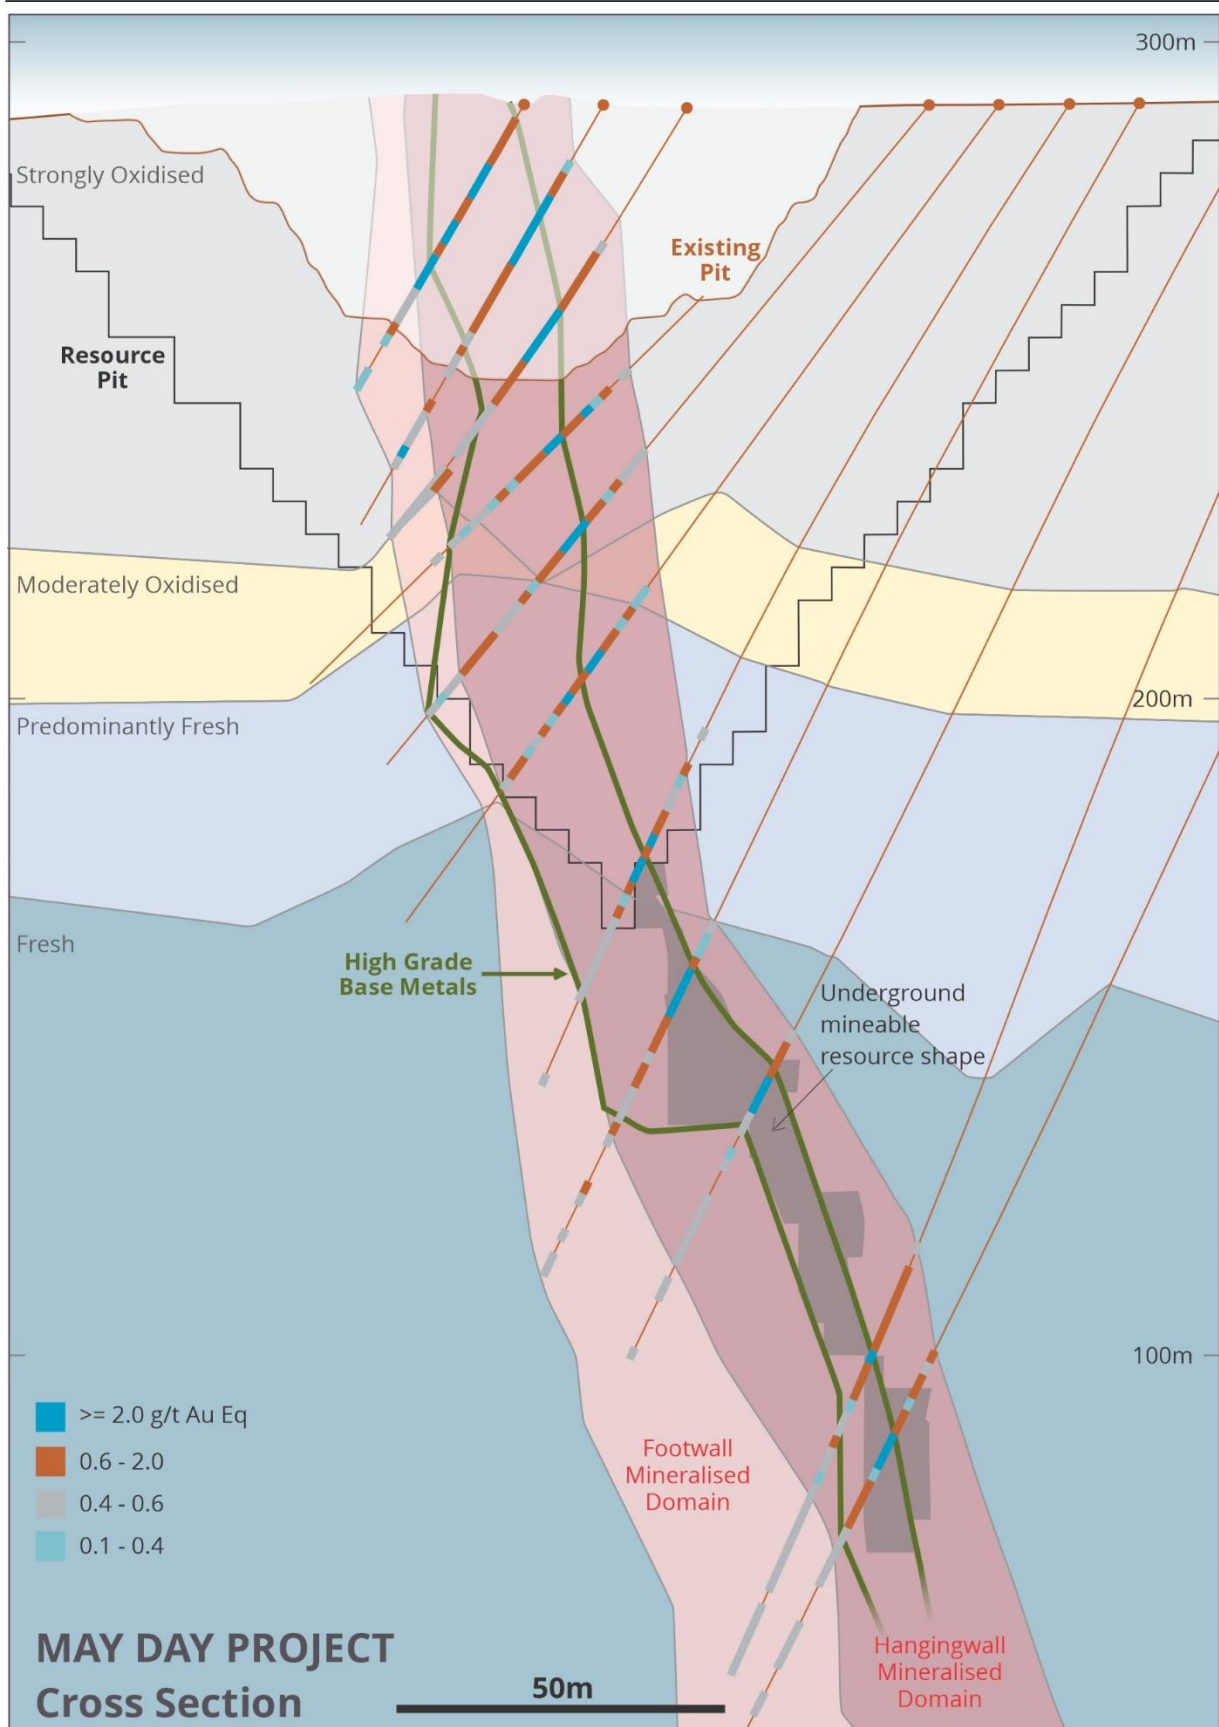 300m
Strongly Oxidised
Existing
Pit
Resource
Pit
Moderately Oxidised
200m
Predominantly Fresh
Fresh
High Grade
Base Metals
Underground
mineable
resource shape
100m
>= 2.0 g/t Au Eq
0.6 - 2.0
0.4 - 0.6
0.1 - 0.4
Footwall
Mineralised
Domain
Hangingwall
Mineralised
Domain
MAY DAY PROJECT
Cross Section
50m